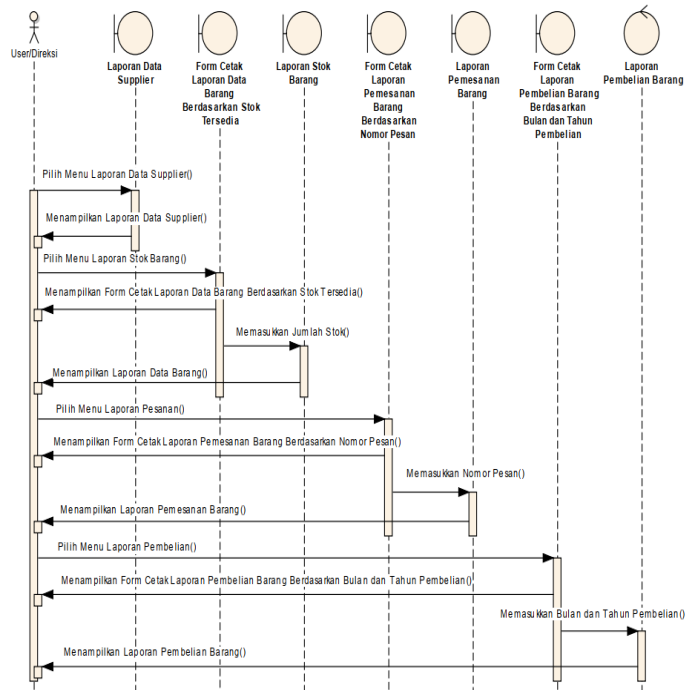 User/Direksi
Laporan Data
Supplier
Form Cetak
Laporan Data
Barang
Berdasarkan Stok
Tersedia
Laporan Stok
Barang
Form Cetak
Laporan
Pemesanan
Barang
Berdasarkan
Nomor Pesan
Laporan
Pemesanan
Barang
Form Cetak
Laporan
Pembelian Barang
Berdasarkan
Bulan dan Tahun
Pembelian
Laporan
Pembelian Barang
Pilih Menu Laporan Data Supplier()
Menampilkan Laporan Data Supplier()
Pilih Menu Laporan Stok Barang()
Menampilkan Form Cetak Laporan Data Barang Berdasarkan Stok Tersedia()
Memasukkan Jumlah Stok()
Menampilkan Laporan Data Barang()
Pilih Menu Laporan Pesanan()
Menampilkan Form Cetak Laporan Pemesanan Barang Berdasarkan Nomor Pesan()
Memasukkan Nomor Pesan()
Menampilkan Laporan Pemesanan Barang()
Pilih Menu Laporan Pembelian()
Menampilkan Form Cetak Laporan Pembelian Barang Berdasarkan Bulan dan Tahun Pembelian()
Memasukkan Bulan dan Tahun Pembelian()
Menampilkan Laporan Pembelian Barang()